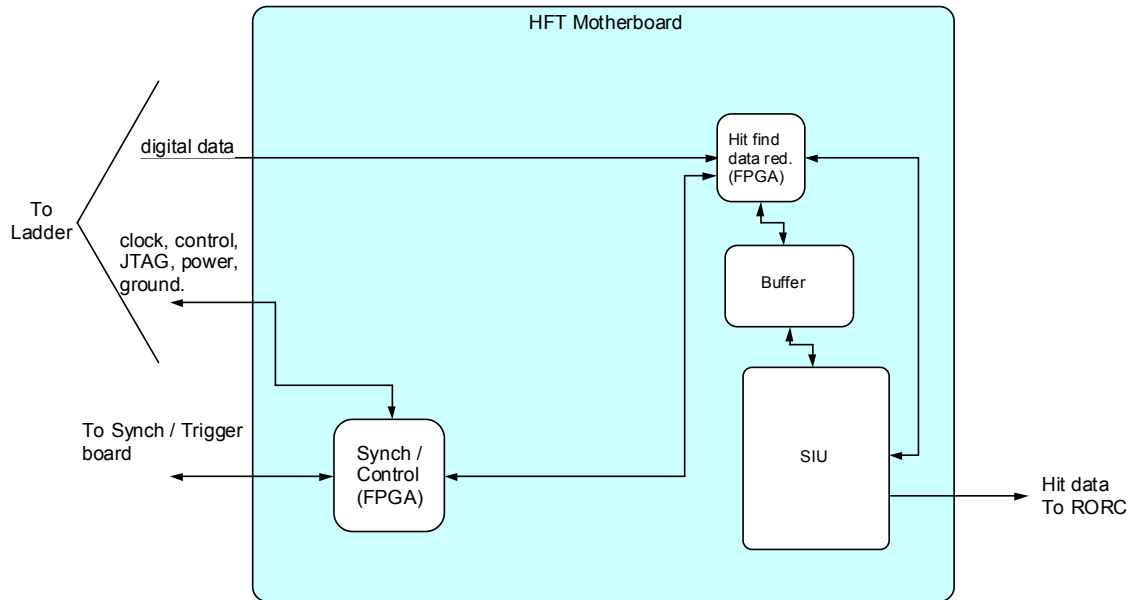 HFT Motherboard
digital data
Hit find
data red.
(FPGA)
To
Ladder
clock, control,
JTAG, power,
ground.
Buffer
To Synch / Trigger
board
Synch /
Control
(FPGA)
SIU
Hit data
To RORC